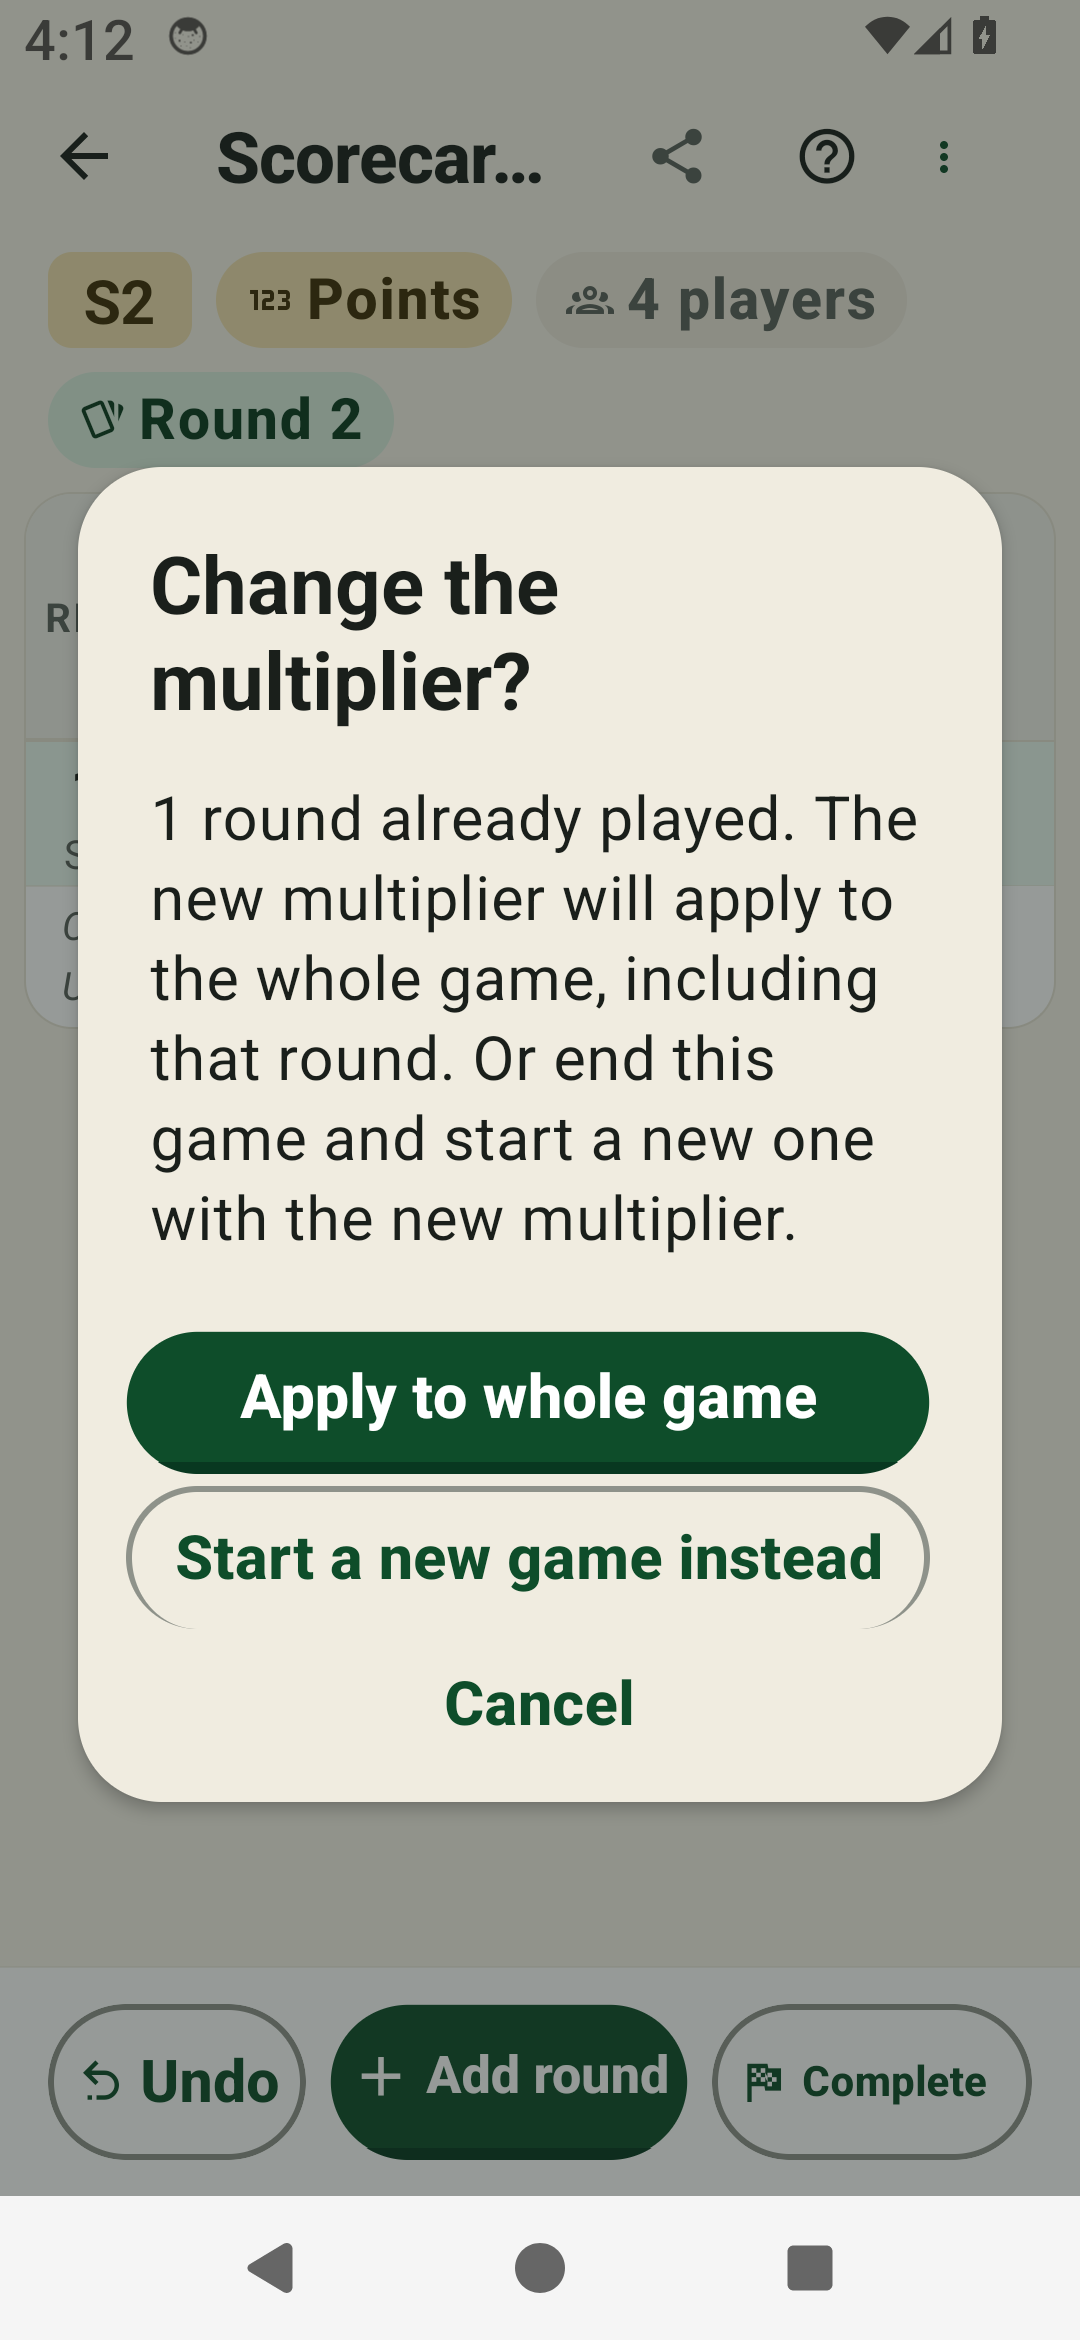 4:12
Scorecar...
S2
123 Points
4 players
Round 2
Change the
multiplier?
1 round already played. The
new multiplier will apply to
the whole game, including
that round. Or end this
game and start a new one
with the new multiplier.
Apply to whole game
Start a new game instead
Cancel
Undo
Add round
Complete